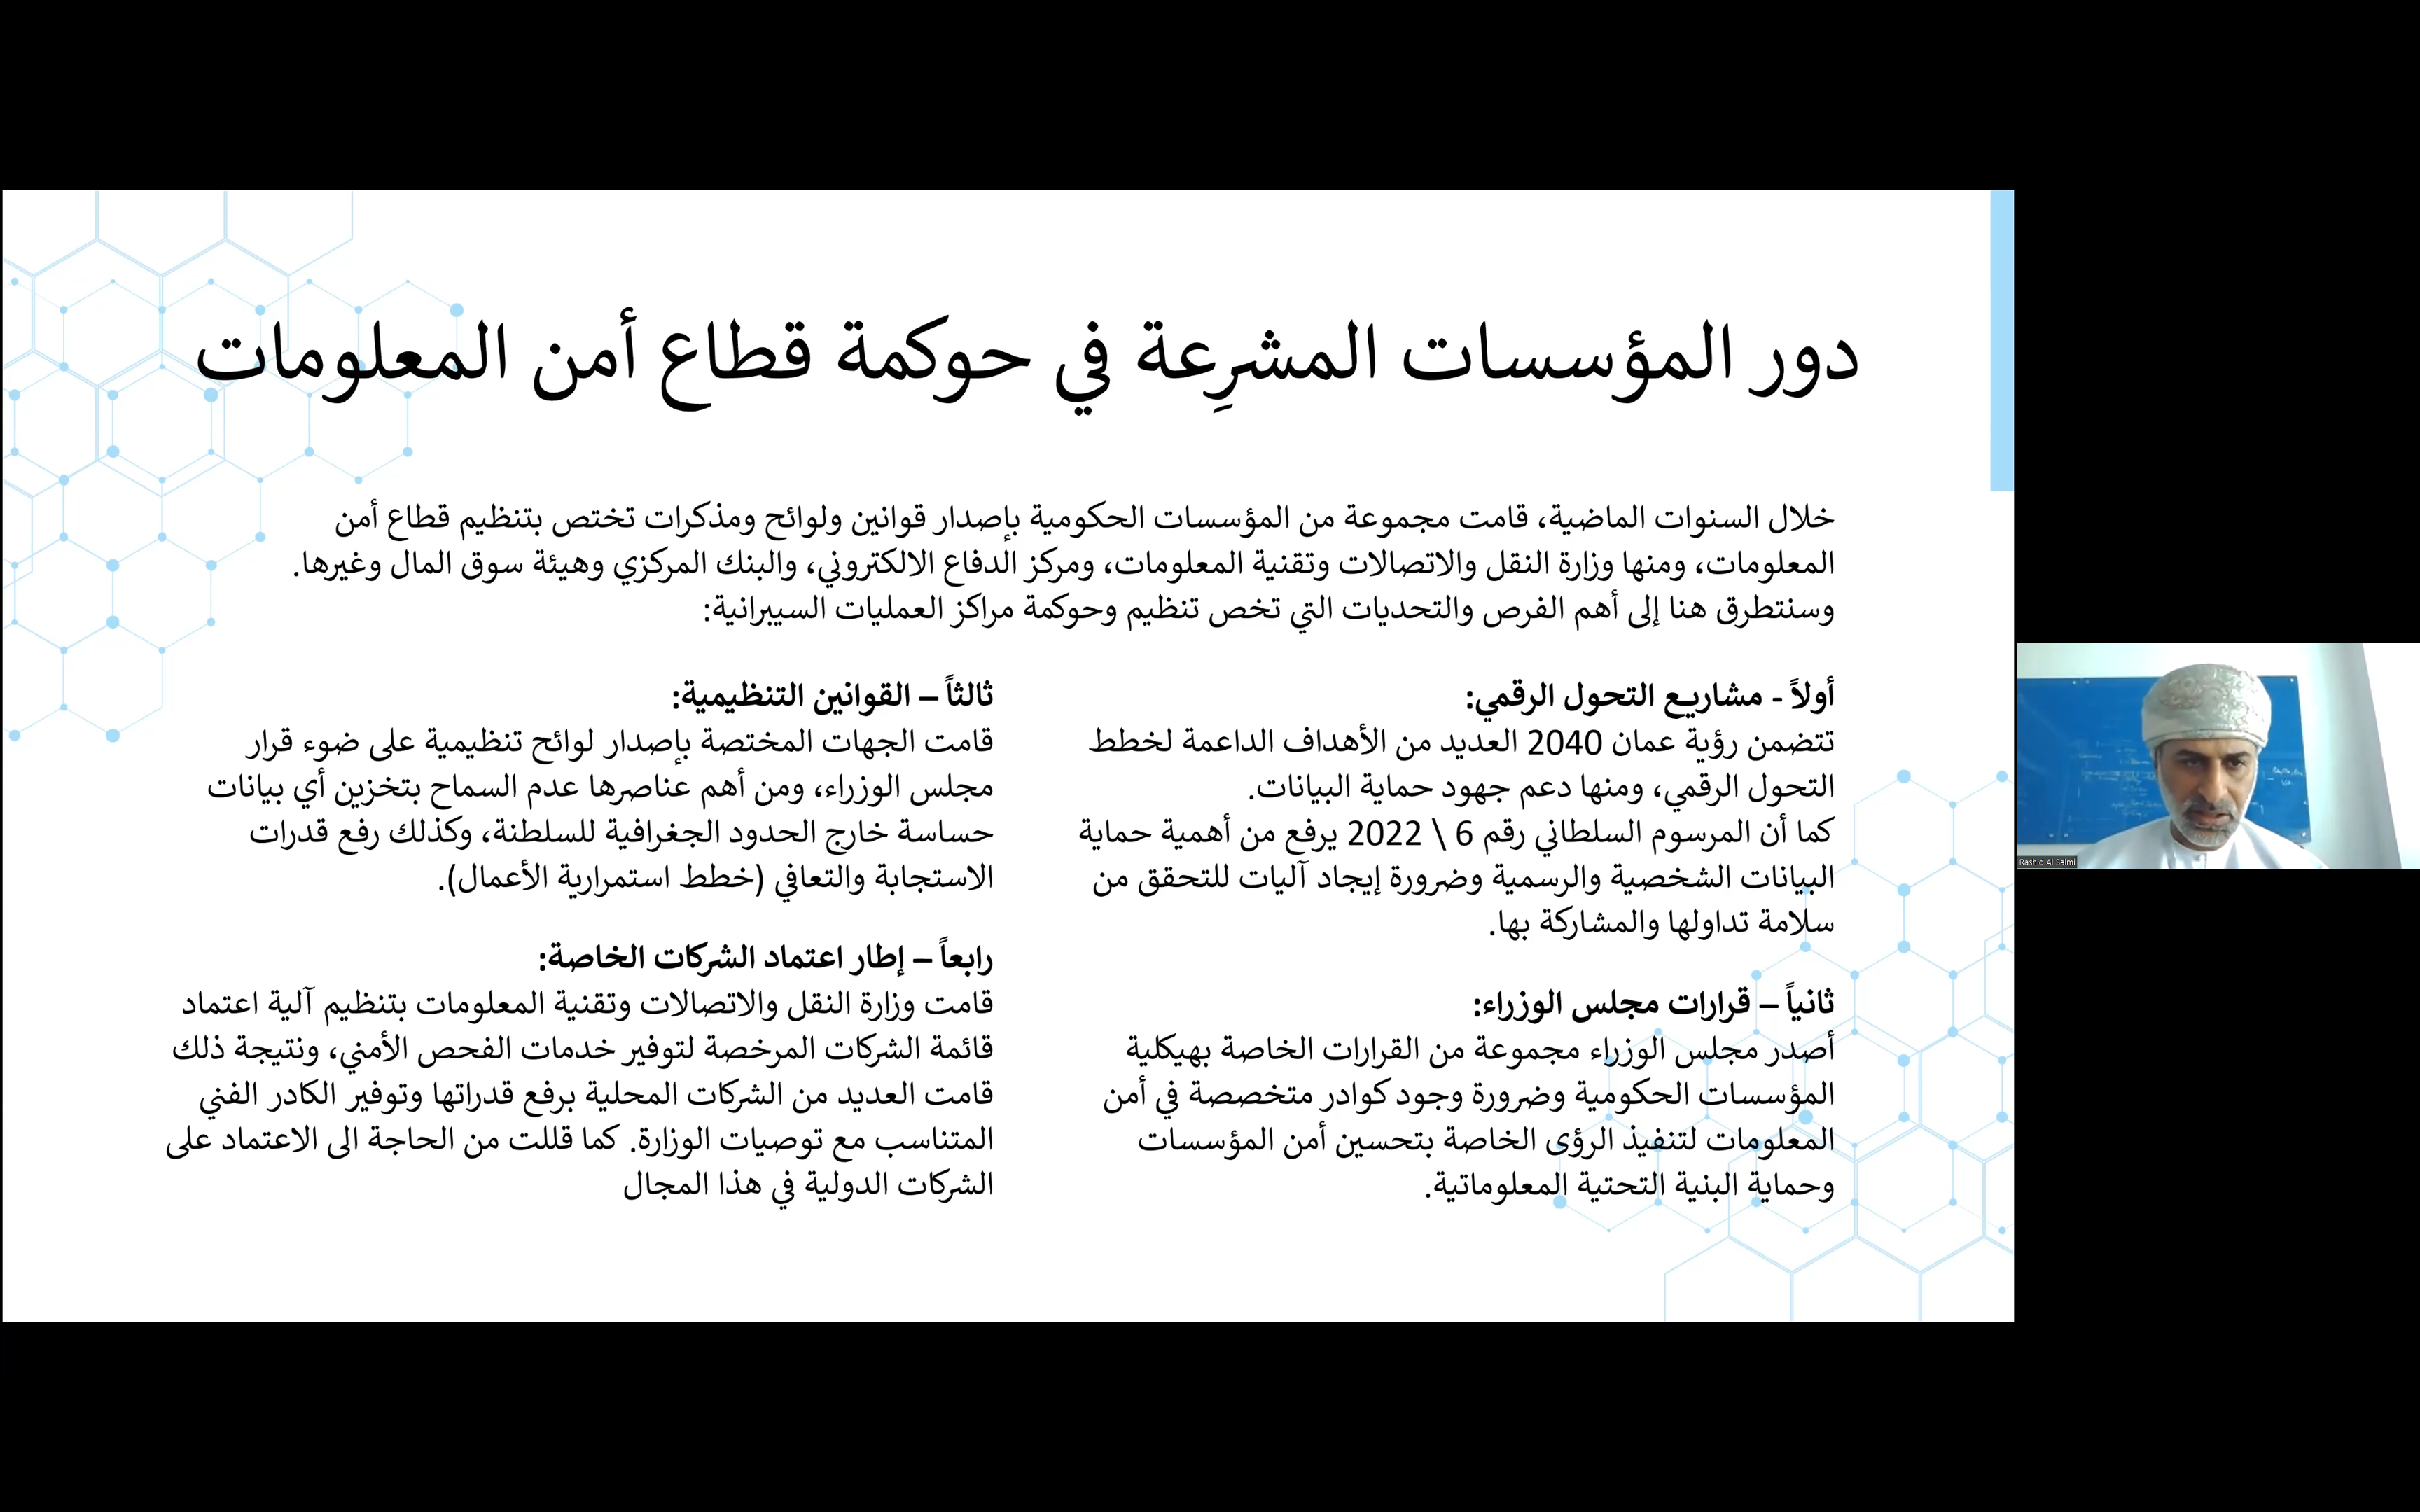 دور المؤسسات المشرِعة في حوكمة قطاع أمن المعلومات
خلال السنوات الماضية، قامت مجموعة من المؤسسات الحكومية بإصدار قوانين ولوائح ومذكرات تختص بتنظيم قطاع أمن
المعلومات، ومنها وزارة النقل والاتصالات وتقنية المعلومات، ومركز الدفاع الالكتروني، والبنك المركزي وهيئة سوق المال وغيرها.
وسنتطرق هنا إلى أهم الفرص والتحديات التي تخص تنظيم وحوكمة مراكز العمليات السيبرانية:
أولاً - مشاريع التحول الرقمي:
تتضمن رؤية عمان 2040 العديد من الأهداف الداعمة لخطط
التحول الرقمي، ومنها دعم جهود حماية البيانات.
كما أن المرسوم السلطاني رقم 6 \ 2022 يرفع من أهمية حماية
البيانات الشخصية والرسمية وضرورة إيجاد آليات للتحقق من
سلامة تداولها والمشاركة بها.
ثانياً – قرارات مجلس الوزراء:
أصدر مجلس الوزراء مجموعة من القرارات الخاصة بهيكلية
المؤسسات الحكومية وضرورة وجود كوادر متخصصة في أمن
المعلومات لتنفيذ الرؤى الخاصة بتحسين أمن المؤسسات
وحماية البنية التحتية المعلوماتية.
ثالثاً – القوانين التنظيمية:
قامت الجهات المختصة بإصدار لوائح تنظيمية على ضوء قرار
مجلس الوزراء، ومن أهم عناصرها عدم السماح بتخزين أي بيانات
حساسة خارج الحدود الجغرافية للسلطنة، وكذلك رفع قدرات
الاستجابة والتعافي (خطط استمرارية الأعمال).
رابعاً – إطار اعتماد الشركات الخاصة:
قامت وزارة النقل والاتصالات وتقنية المعلومات بتنظيم آلية اعتماد
قائمة الشركات المرخصة لتوفير خدمات الفحص الأمني، ونتيجة ذلك
قامت العديد من الشركات المحلية برفع قدراتها وتوفير الكادر الفني
المتناسب مع توصيات الوزارة. كما قللت من الحاجة الى الاعتماد على
الشركات الدولية في هذا المجال
Rashid Al Salmi